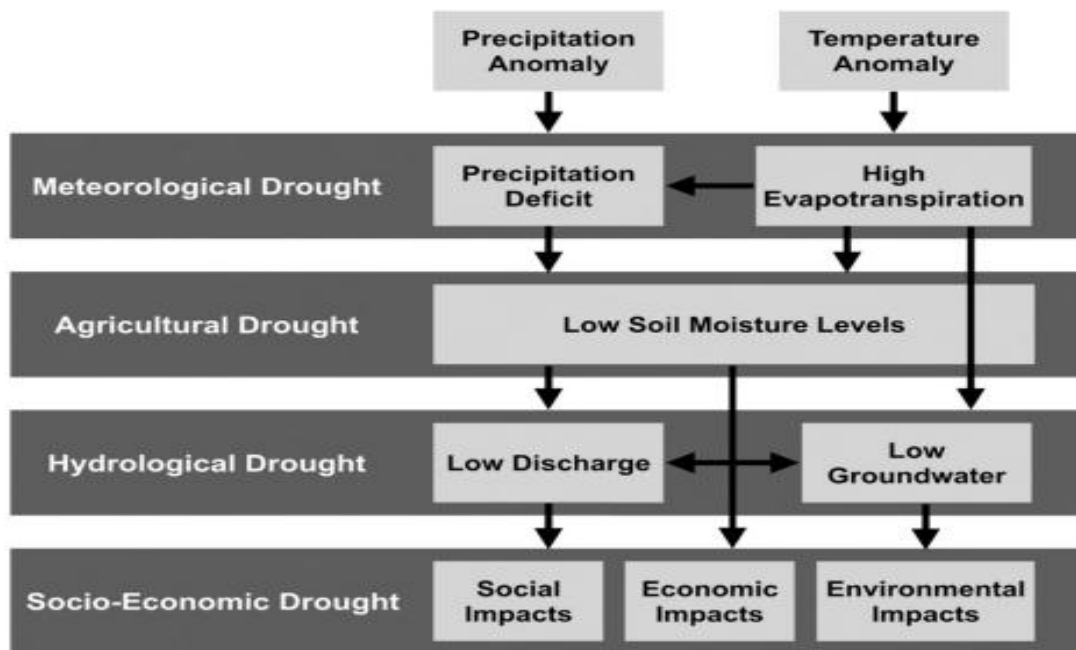 Precipitation
Anomaly
Temperature
Anomaly
Meteorological Drought
Precipitation
Deficit
High
Evapotranspiration
Agricultural Drought
Low Soil Moisture Levels
Hydrological Drought
Low Discharge
Low
Groundwater
Socio-Economic Drought
Social
Impacts
Economic
Impacts
Environmental
Impacts